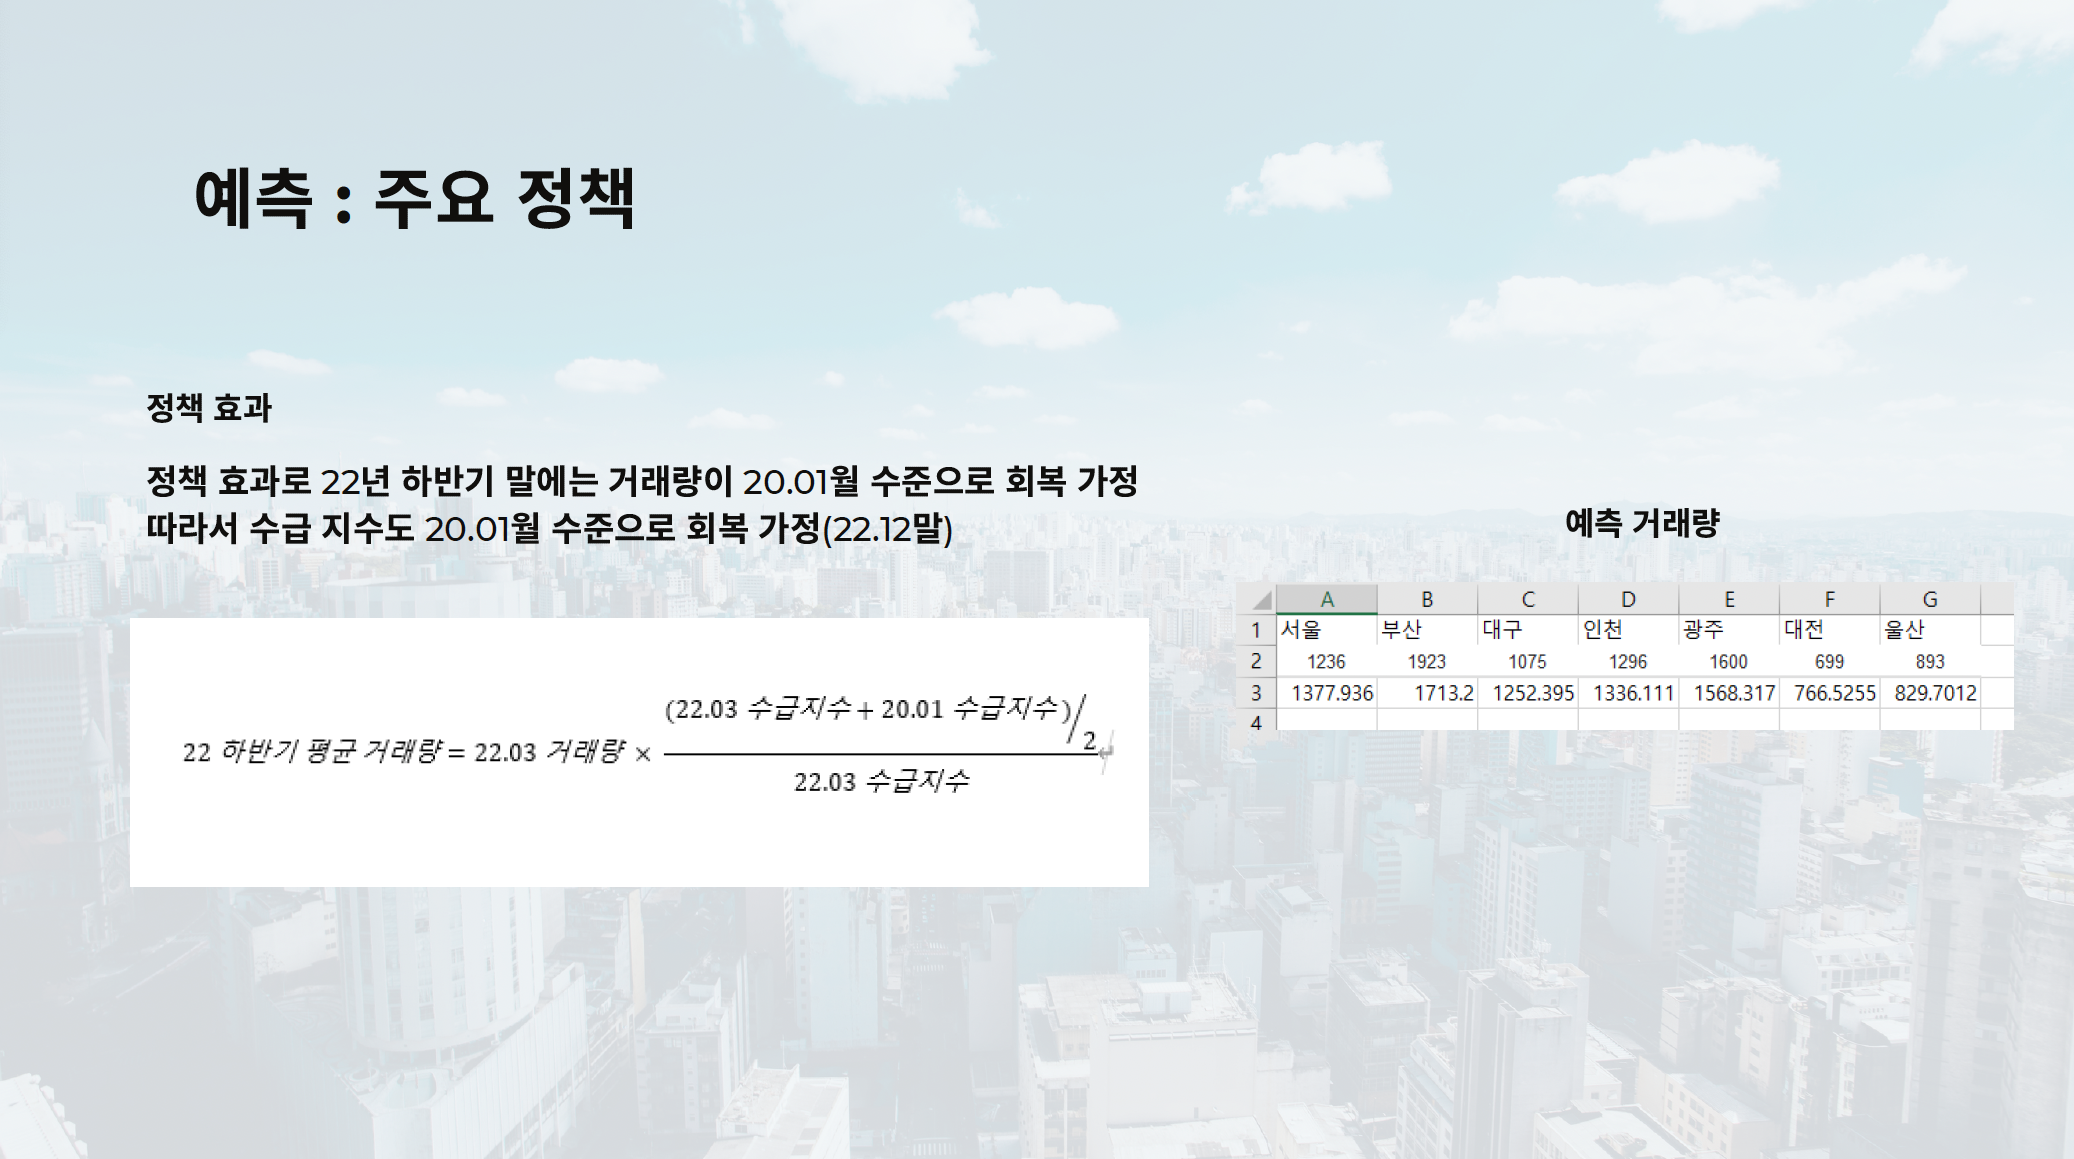 예측 : 주요 정책
정책 효과
정책 효과로 22년 하반기 말에는 거래량이 20.01월 수준으로 회복 가정
따라서 수급 지수도 20.01월 수준으로 회복 가정(22.12말)
22 하반기 평균 거래량 = 22.03 거래량 × (22.03 수급지수 + 20.01 수급지수)/2
22.03 수급지수
예측 거래량
A B C D E F G
1 서울 부산 대구 인천 광주 대전 울산
2 1236 1923 1075 1296 1600 699 893
3 1377.936 1713.2 1252.395 1336.111 1568.317 766.5255 829.7012
4